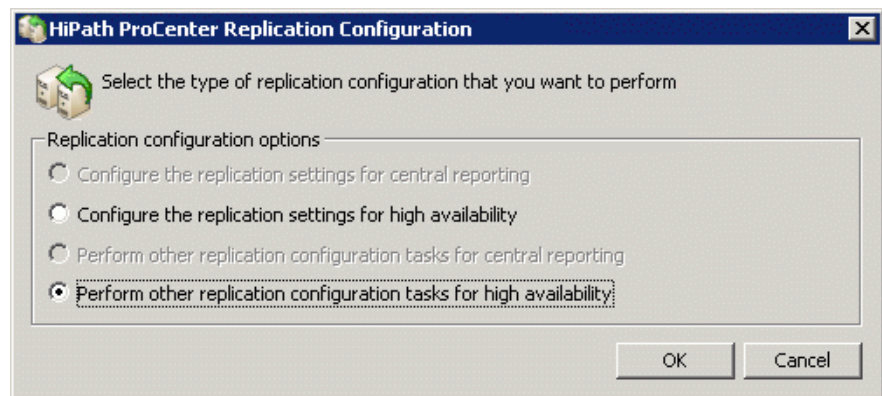 HiPath ProCenter Replication Configuration
Select the type of replication configuration that you want to perform
Replication configuration options
Configure the replication settings for central reporting
Configure the replication settings for high availability
Perform other replication configuration tasks for central reporting
Perform other replication configuration tasks for high availability
OK Cancel